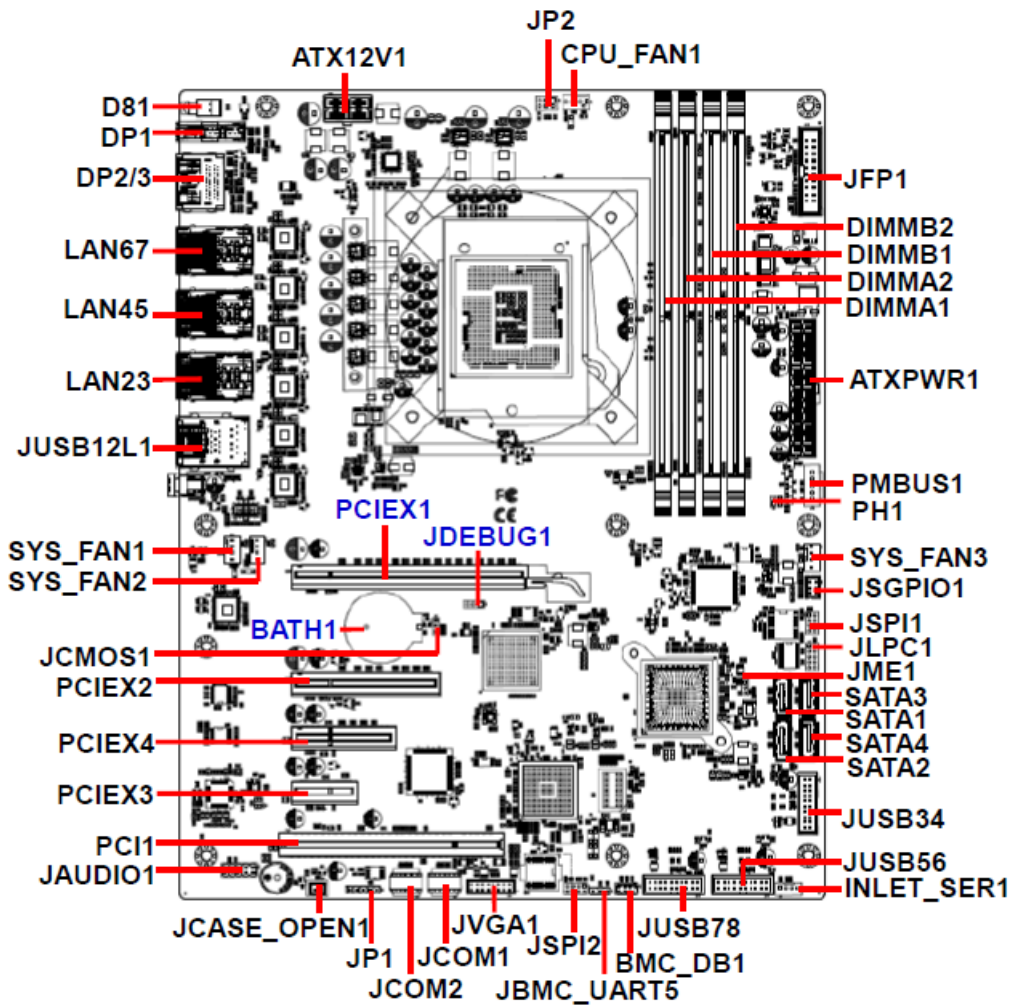 JP2
CPU_FAN1
ATX12V1
D81
DP1
DP2/3
JFP1
LAN67
DIMMB2
DIMMB1
DIMMA2
LAN45
DIMMA1
LAN23
ATXPWR1
JUSB12L1
PMBUS1
PH1
PCIEX1
FC
CE
JDEBUG1
SYS_FAN1
SYS_FAN3
SYS_FAN2
JSGPIO1
BATH1
JSPI1
JCMOS1
JLPC1
JME1
PCIEX2
SATA3
SATA1
PCIEX4
SATA4
SATA2
PCIEX3
JUSB34
PCI1
JUSB56
JAUDIO1
INLET_SER1
JCASE_OPEN1
JVGA1
JUSB78
JP1
JCOM1
JSPI2
BMC_DB1
JCOM2
JBMC_UART5